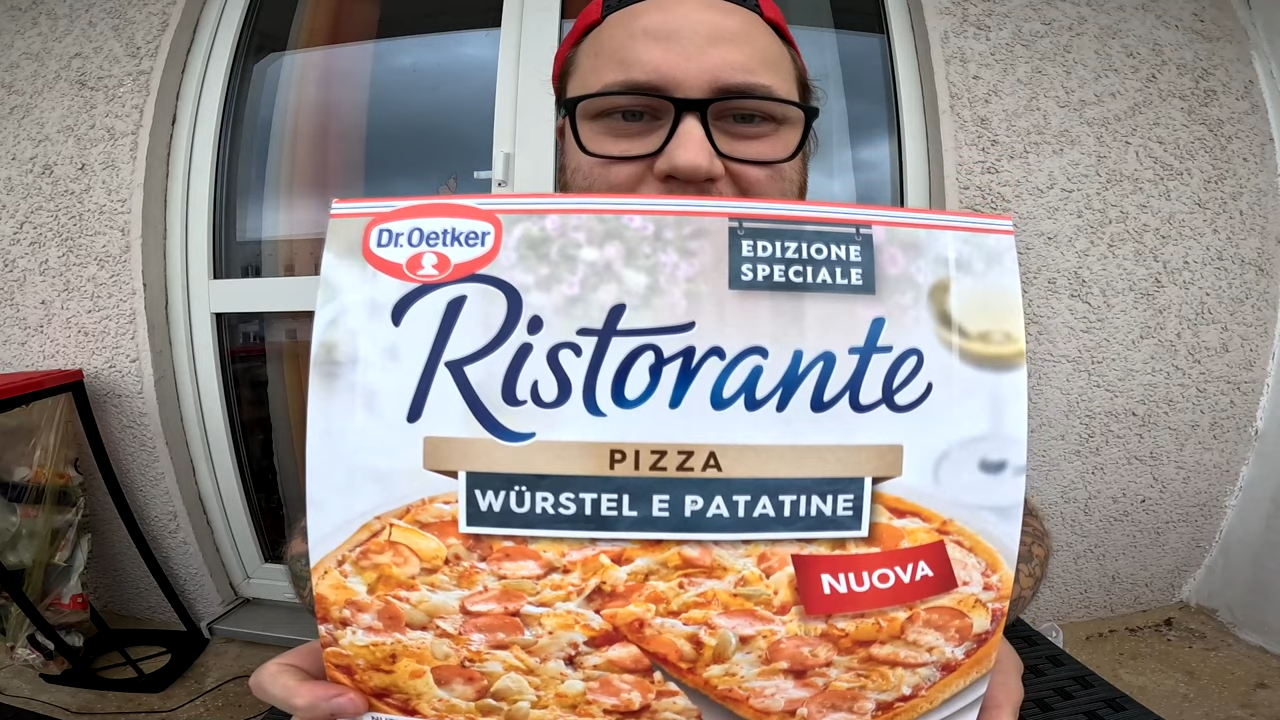 Dr.Oetker
EDIZIONE
SPECIALE
Ristorante
PIZZA
WÜRSTEL E PATATINE
NUOVA